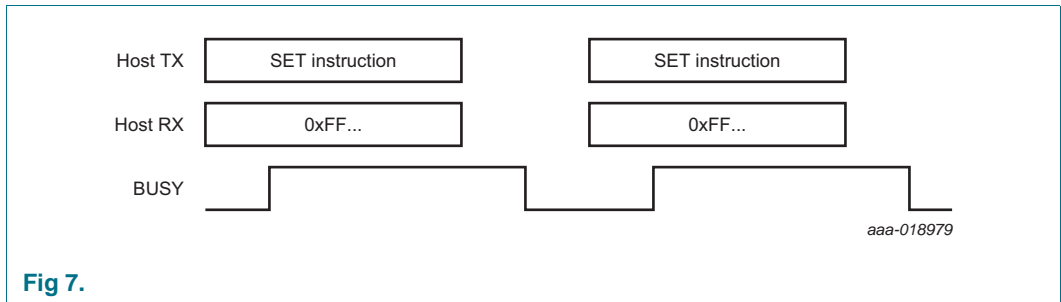 Host TX SET instruction SET instruction
Host RX 0xFF... 0xFF...
BUSY
aaa-018979
Fig 7.